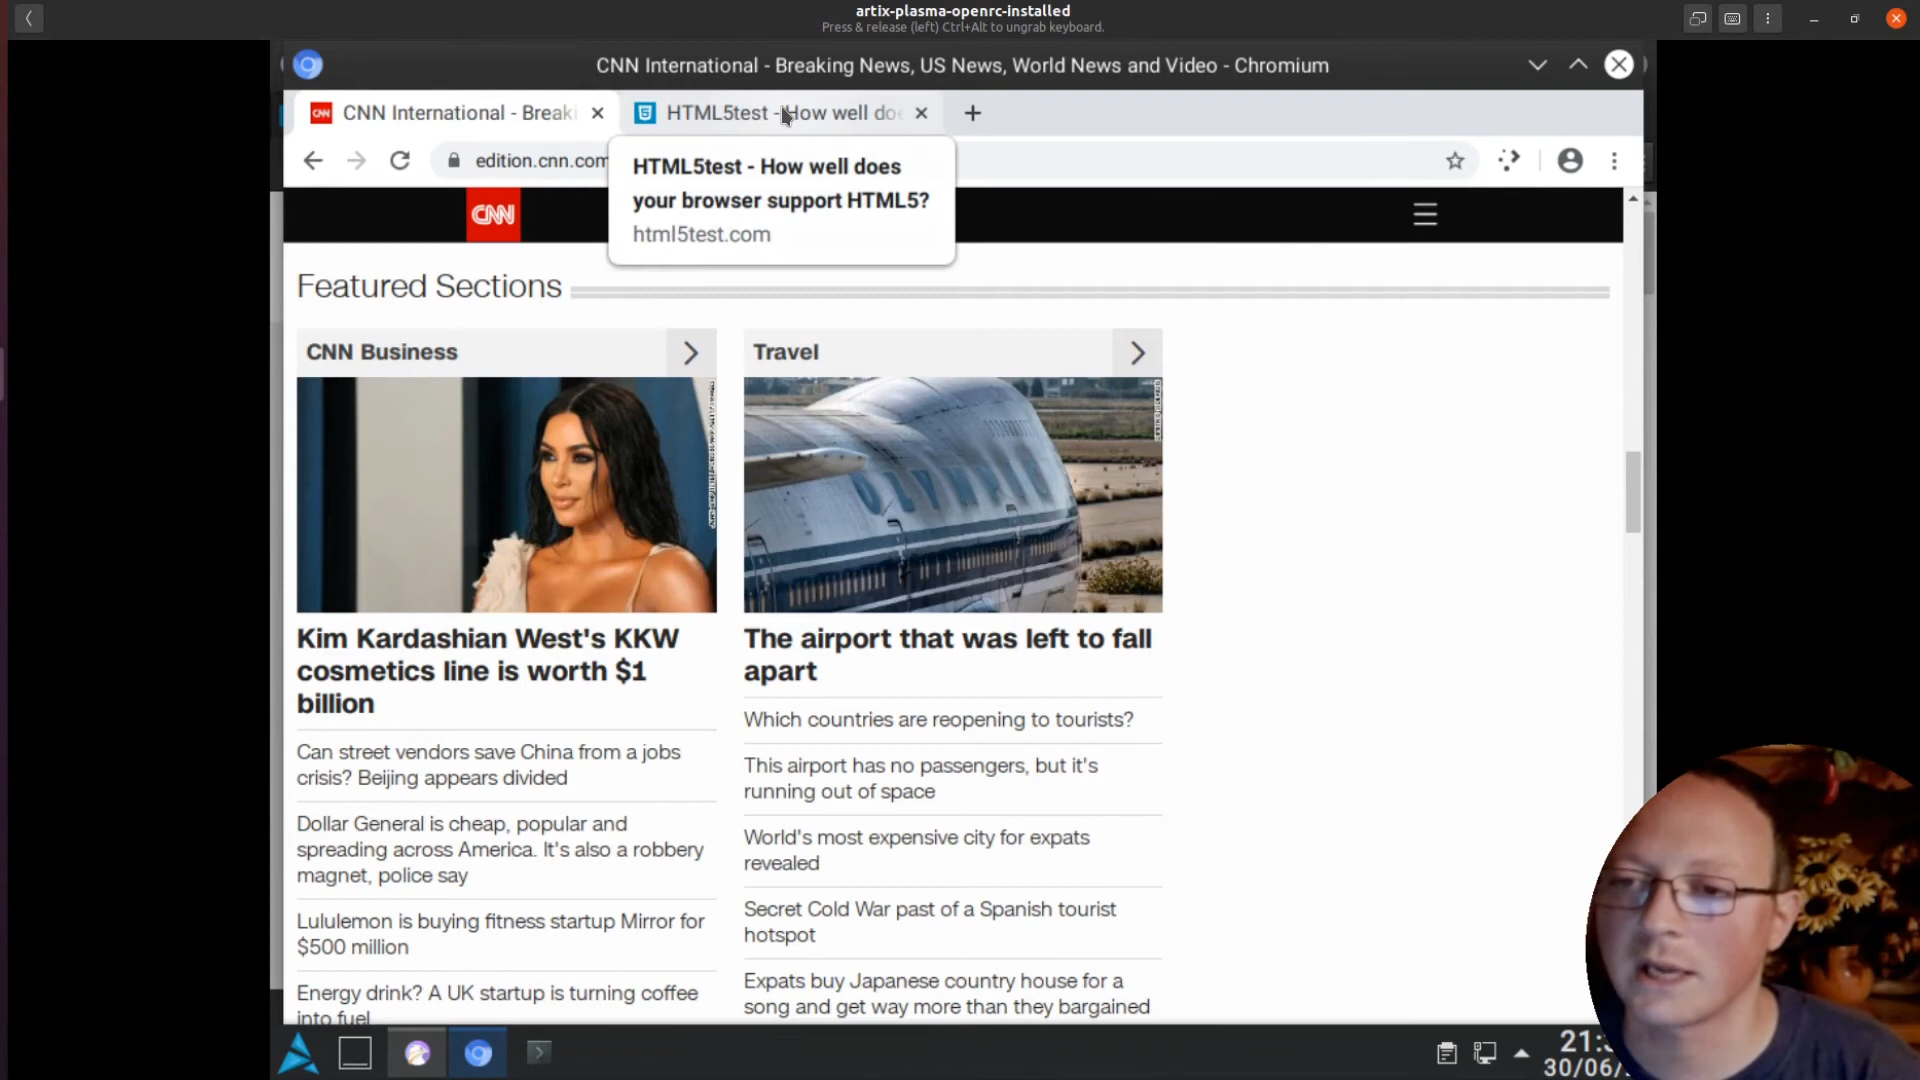 artix-plasma-openrc-installed
Press & release (left) Ctrl+Alt to ungrab keyboard.
CNN International - Breaking News, US News, World News and Video - Chromium
CNN International - Breaki
HTML5test - How well doe
edition.cnn.com
HTML5test - How well does
your browser support HTML5?
html5test.com
CNN
Featured Sections
CNN Business
Travel
OLYMPIC
Kim Kardashian West's KKW
cosmetics line is worth $1
billion
Can street vendors save China from a jobs
crisis? Beijing appears divided
Dollar General is cheap, popular and
spreading across America. It's also a robbery
magnet, police say
Lululemon is buying fitness startup Mirror for
$500 million
Energy drink? A UK startup is turning coffee
into fuel
The airport that was left to fall
apart
Which countries are reopening to tourists?
This airport has no passengers, but it's
running out of space
World's most expensive city for expats
revealed
Secret Cold War past of a Spanish tourist
hotspot
Expats buy Japanese country house for a
song and get way more than they bargained
21:3
30/06/